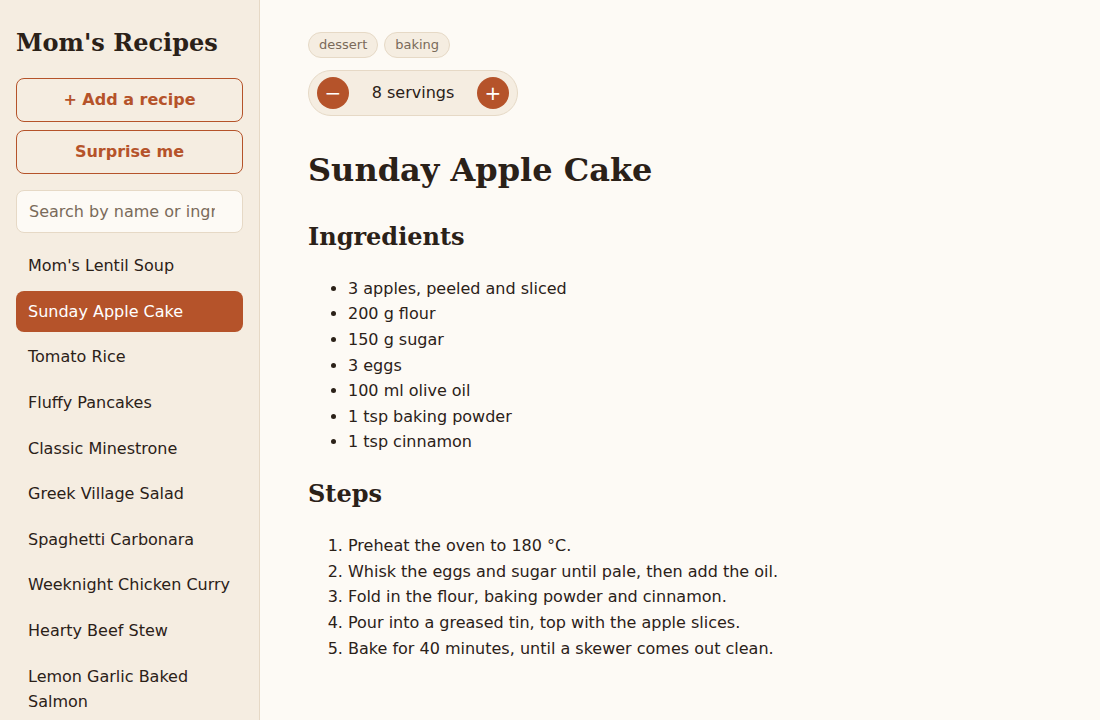 Mom's Recipes
+ Add a recipe
Surprise me
Search by name or ingr
Mom's Lentil Soup
Sunday Apple Cake
Tomato Rice
Fluffy Pancakes
Classic Minestrone
Greek Village Salad
Spaghetti Carbonara
Weeknight Chicken Curry
Hearty Beef Stew
Lemon Garlic Baked
Salmon
dessert baking
− 8 servings +
Sunday Apple Cake
Ingredients
• 3 apples, peeled and sliced
• 200 g flour
• 150 g sugar
• 3 eggs
• 100 ml olive oil
• 1 tsp baking powder
• 1 tsp cinnamon
Steps
1. Preheat the oven to 180 °C.
2. Whisk the eggs and sugar until pale, then add the oil.
3. Fold in the flour, baking powder and cinnamon.
4. Pour into a greased tin, top with the apple slices.
5. Bake for 40 minutes, until a skewer comes out clean.